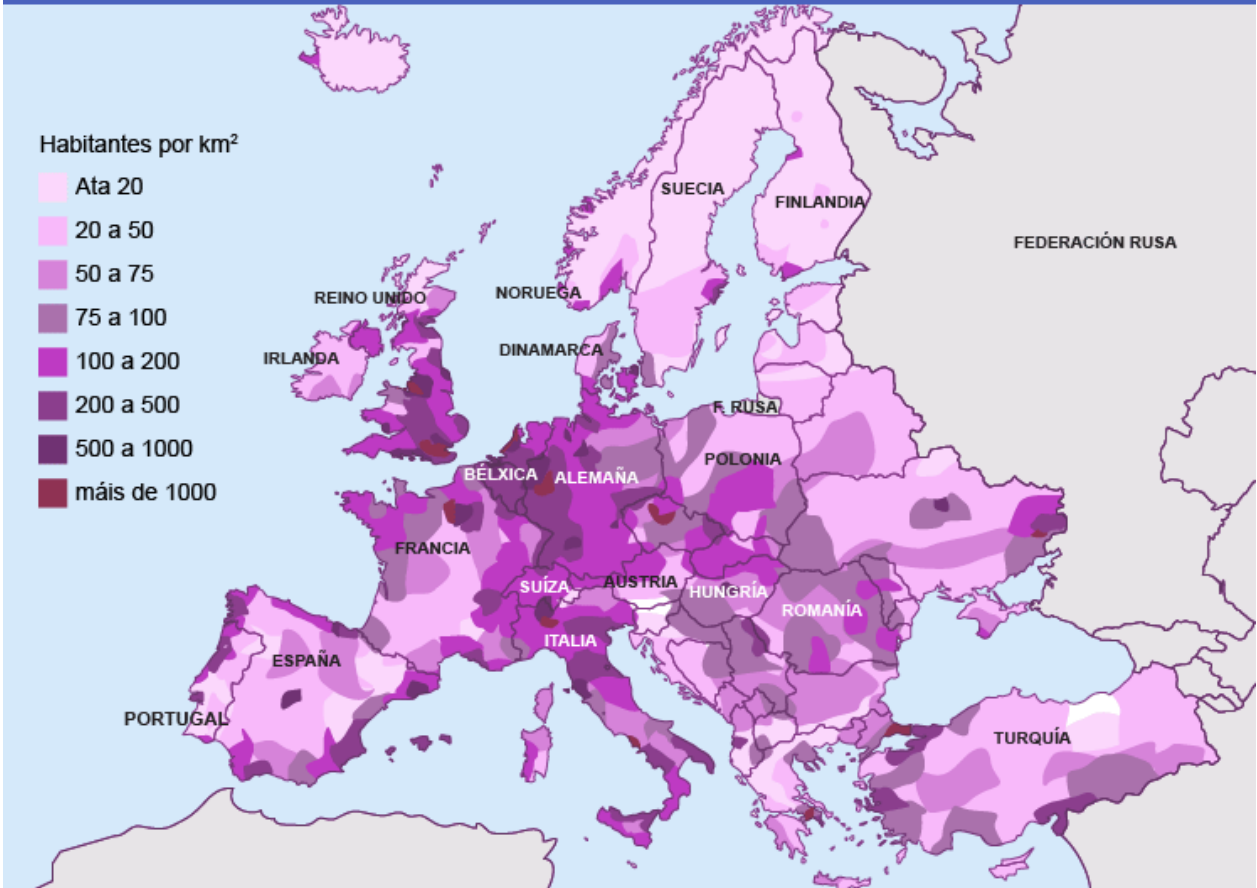 Habitantes por km²
Ata 20
20 a 50
50 a 75
75 a 100
100 a 200
200 a 500
500 a 1000
máis de 1000
SUECIA
FINLANDIA
FEDERACIÓN RUSA
NORUEGA
REINO UNIDO
DINAMARCA
IRLANDA
F. RUSA
POLONIA
BÉLXICA
ALEMAÑA
FRANCIA
SUÍZA
AUSTRIA
HUNGRÍA
ROMANÍA
ITALIA
ESPAÑA
PORTUGAL
TURQUÍA